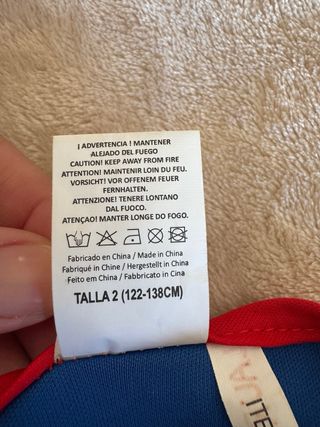 ¡ ADVERTENCIA ! MANTENER
ALEJADO DEL FUEGO
CAUTION! KEEP AWAY FROM FIRE
ATTENTION! MAINTENIR LOIN DU FEU.
VORSICHT! VOR OFFENEM FEUER
FERNHALTEN.
ATTENZIONE! TENERE LONTANO
DAL FUOCO.
ATENÇAO! MANTER LONGE DO FOGO.
Fabricado en China / Made in China
Fabriqué in Chine / Hergestellt in China
Feito em China / Fabbricato in Cina
TALLA 2 (122-138CM)
ITE